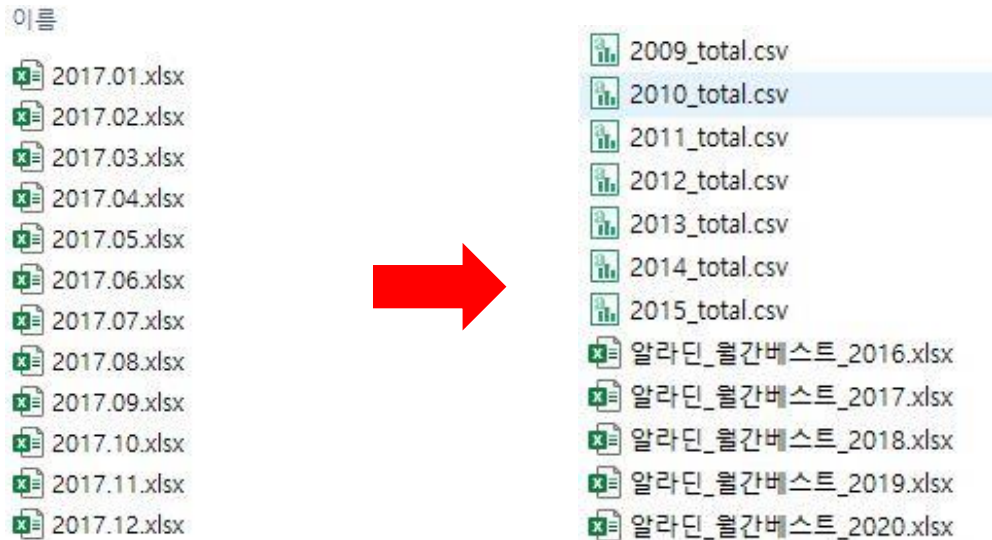 이름
2017.01.xlsx
2017.02.xlsx
2017.03.xlsx
2017.04.xlsx
2017.05.xlsx
2017.06.xlsx
2017.07.xlsx
2017.08.xlsx
2017.09.xlsx
2017.10.xlsx
2017.11.xlsx
2017.12.xlsx
2009_total.csv
2010_total.csv
2011_total.csv
2012_total.csv
2013_total.csv
2014_total.csv
2015_total.csv
알라딘_월간베스트_2016.xlsx
알라딘_월간베스트_2017.xlsx
알라딘_월간베스트_2018.xlsx
알라딘_월간베스트_2019.xlsx
알라딘_월간베스트_2020.xlsx